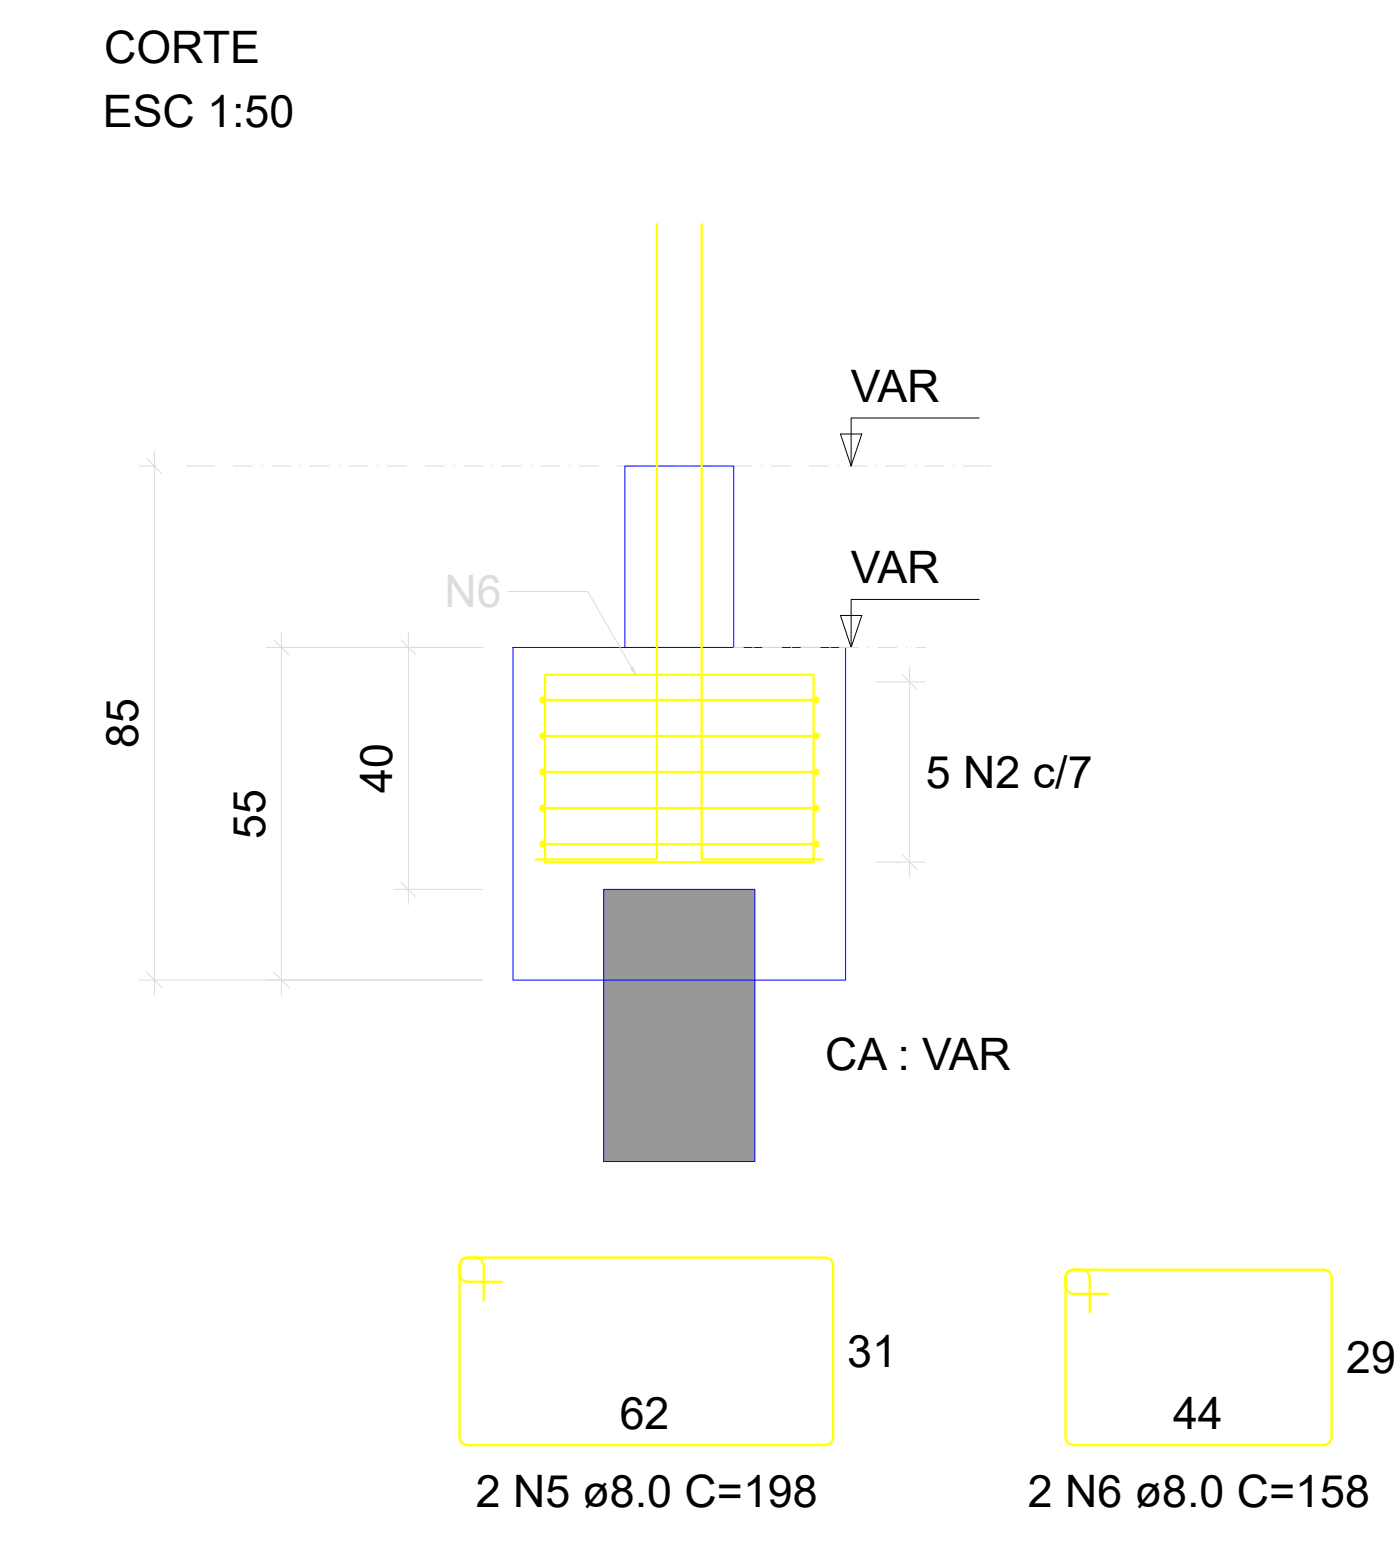 CORTE
ESC 1:50
VAR
VAR
N6
85
55
40
5 N2 c/7
CA : VAR
31
62
2 N5 ø8.0 C=198
29
44
2 N6 ø8.0 C=158